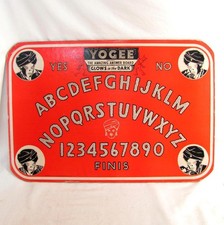 YOGEE
THE AMAZING ANSWER BOARD
GLOWS in the DARK
YES NO
ABCDEFGHIJKLM
NOPQRSTUVWXYZ
1234567890
FINIS